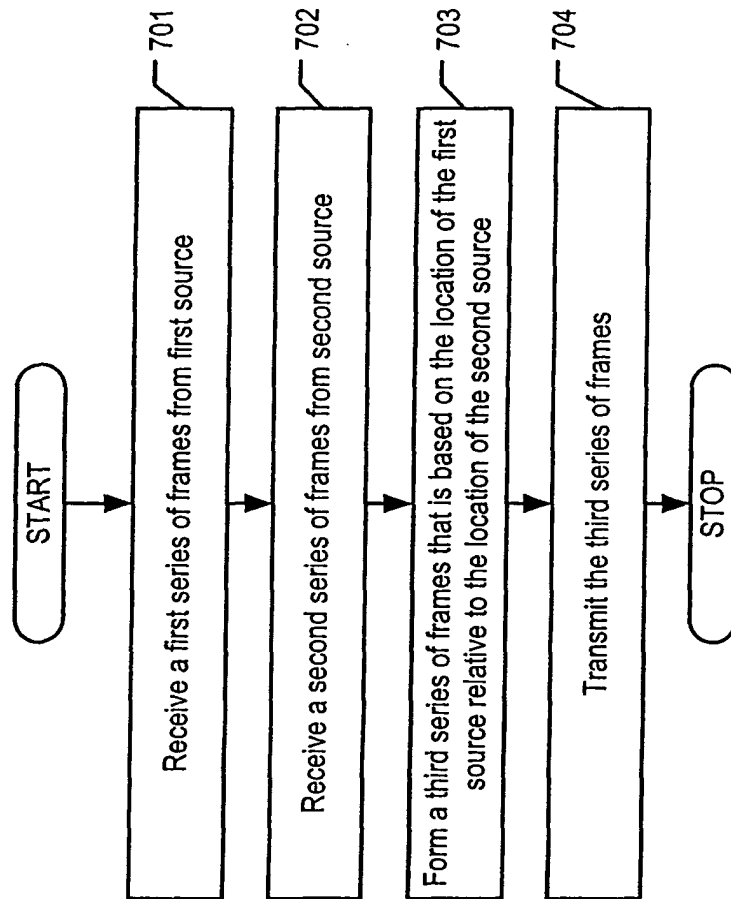 START
Receive a first series of frames from first source
701
Receive a second series of frames from second source
702
Form a third series of frames that is based on the location of the first
source relative to the location of the second source
703
Transmit the third series of frames
704
STOP